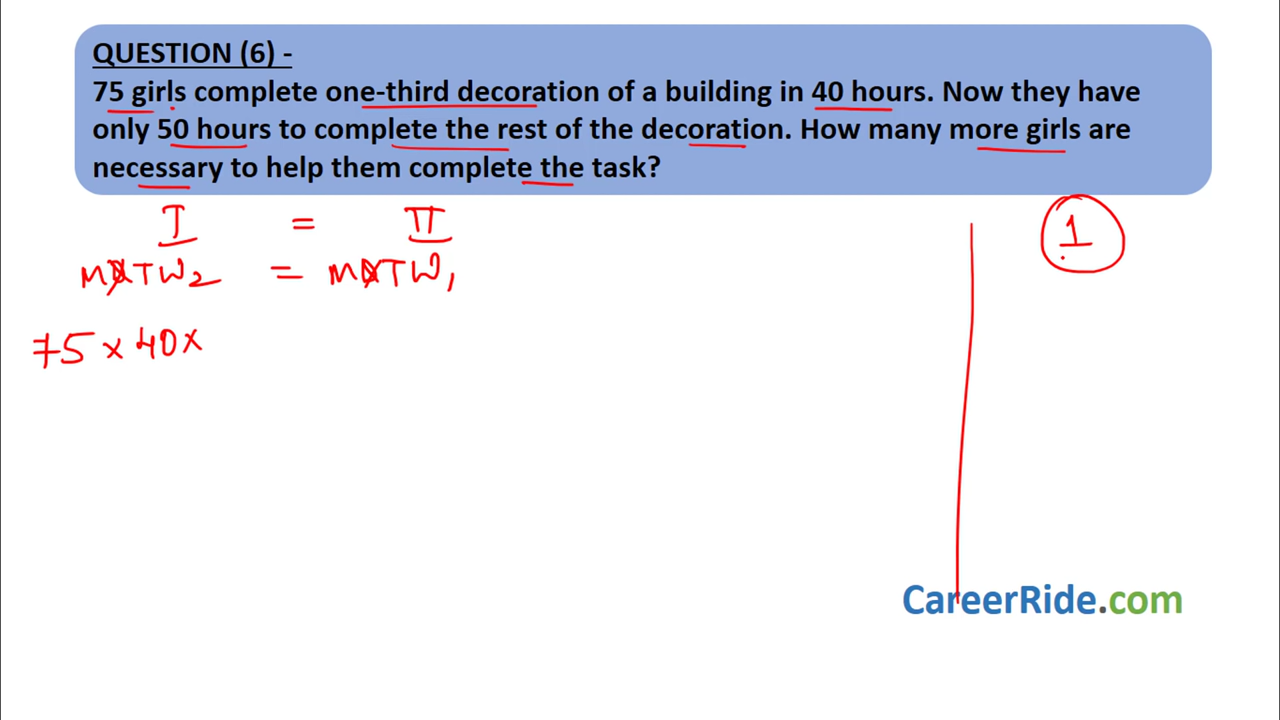 QUESTION (6) -
75 girls complete one-third decoration of a building in 40 hours. Now they have
only 50 hours to complete the rest of the decoration. How many more girls are
necessary to help them complete the task?
I = II
MDTW2 = MDTW1
1
75 x 40 x
CareerRide.com